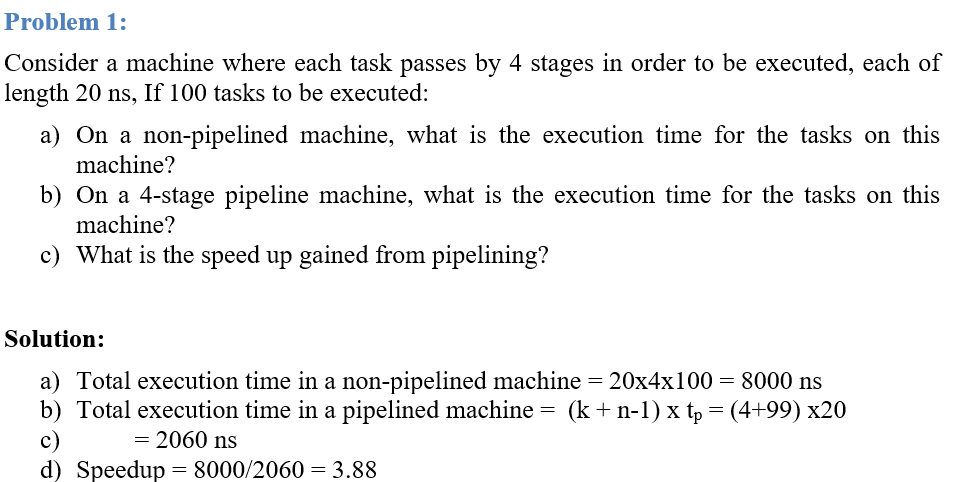 Problem 1:
Consider a machine where each task passes by 4 stages in order to be executed, each of
length 20 ns, If 100 tasks to be executed:
a) On a non-pipelined machine, what is the execution time for the tasks on this
machine?
b) On a 4-stage pipeline machine, what is the execution time for the tasks on this
machine?
c) What is the speed up gained from pipelining?
Solution:
a) Total execution time in a non-pipelined machine = 20x4x100 = 8000 ns
b) Total execution time in a pipelined machine = (k + n-1) x tp = (4+99) x20
c) = 2060 ns
d) Speedup = 8000/2060 = 3.88